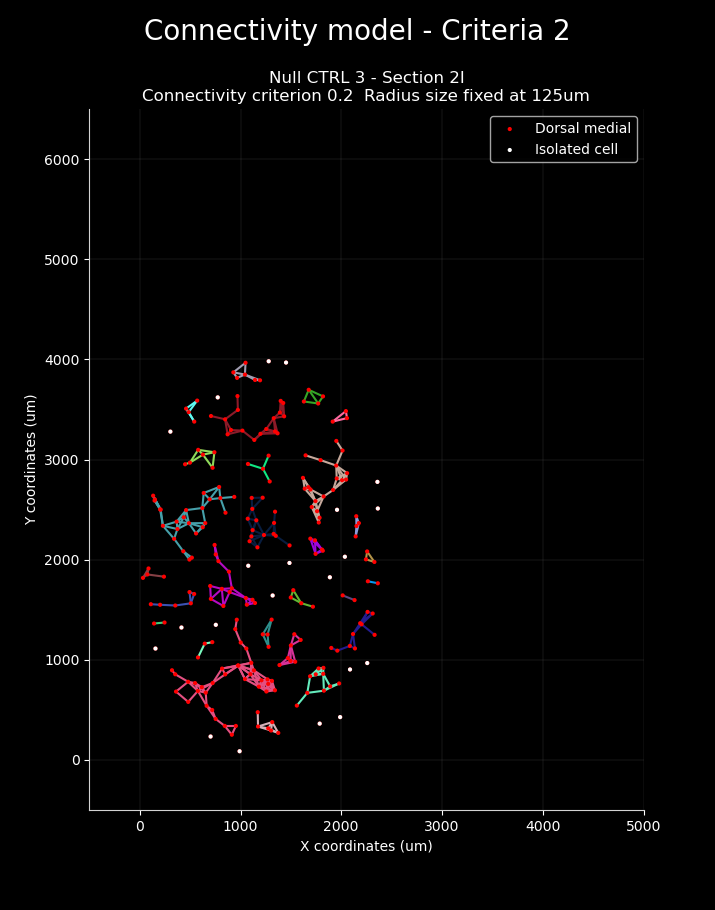 Connectivity model - Criteria 2
Null CTRL 3 - Section 2l
Connectivity criterion 0.2  Radius size fixed at 125um
Dorsal medial
Isolated cell
6000
5000
4000
3000
2000
1000
0
Y coordinates (um)
0 1000 2000 3000 4000 5000
X coordinates (um)